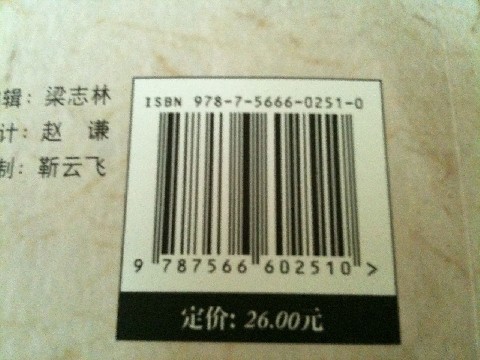 辑：梁志林
计：赵 谦
制：靳云飞
ISBN 978-7-5666-0251-0
9 787566 602510 >
定价：26.00元